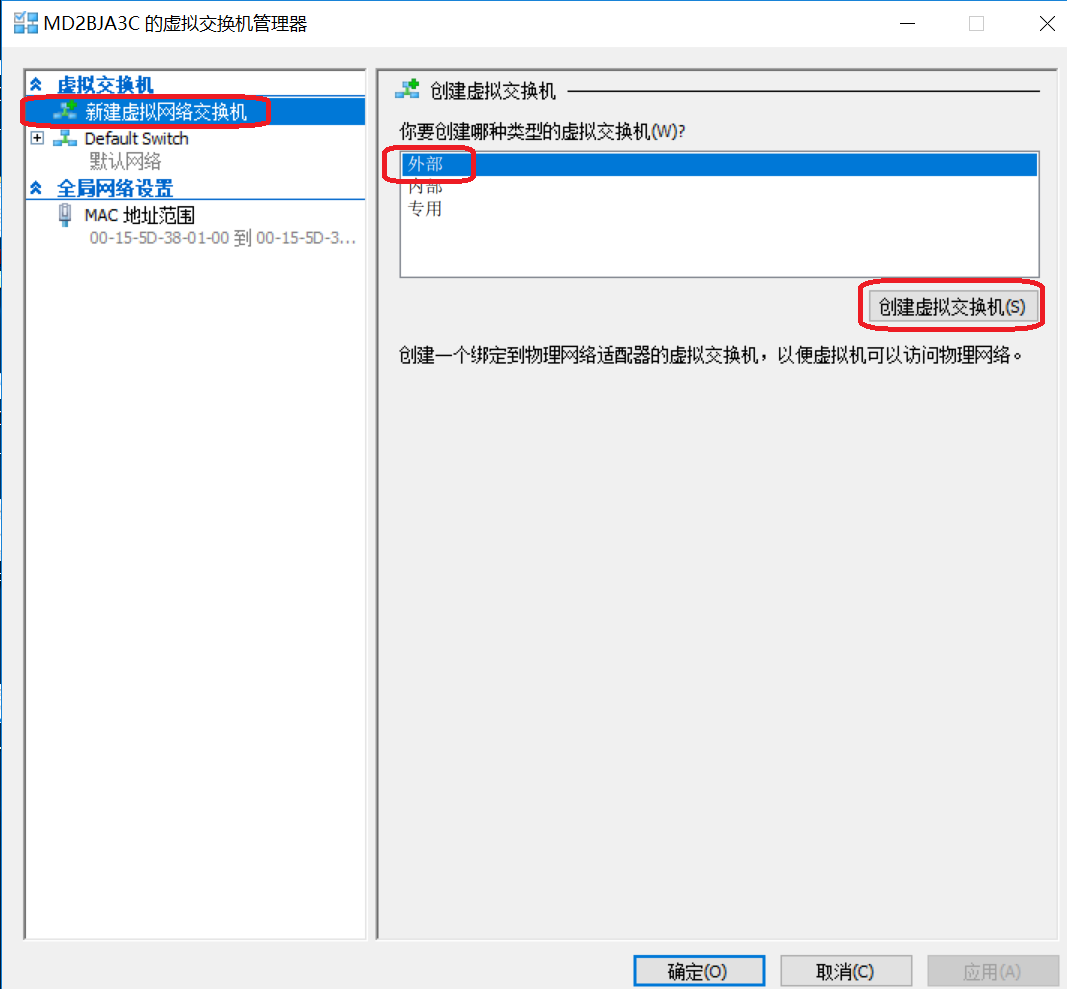 MD2BJA3C 的虚拟交换机管理器
虚拟交换机
新建虚拟网络交换机
Default Switch
默认网络
全局网络设置
MAC 地址范围
00-15-5D-38-01-00 到 00-15-5D-3...
创建虚拟交换机
你要创建哪种类型的虚拟交换机(W)?
外部
内部
专用
创建虚拟交换机(S)
创建一个绑定到物理网络适配器的虚拟交换机，以便虚拟机可以访问物理网络。
确定(O)
取消(C)
应用(A)